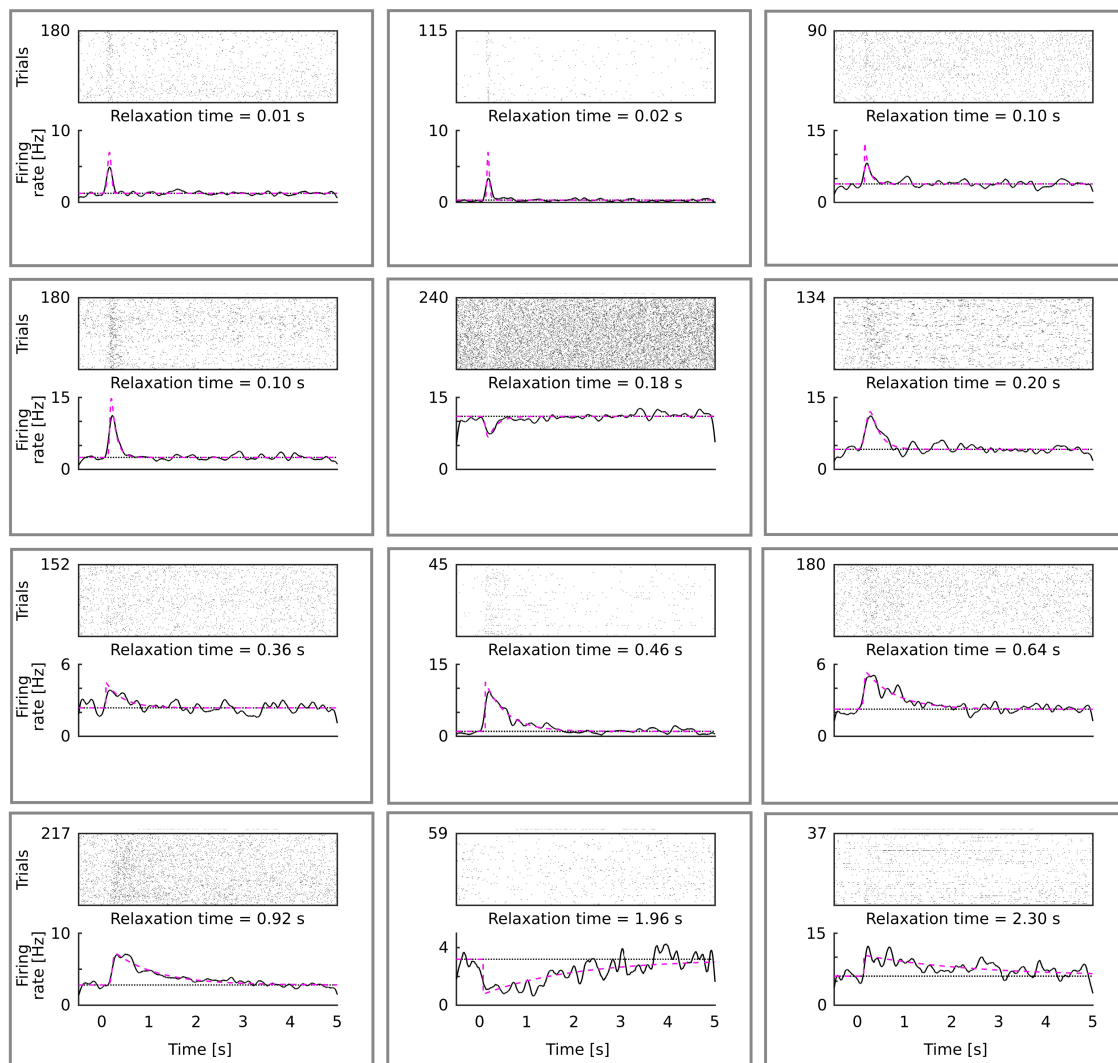 180
Trials
Relaxation time = 0.01 s
10
Firing
rate [Hz]
0
115
Relaxation time = 0.02 s
10
0
90
Relaxation time = 0.10 s
15
0
180
Trials
Relaxation time = 0.10 s
15
Firing
rate [Hz]
0
240
Relaxation time = 0.18 s
15
0
134
Relaxation time = 0.20 s
15
0
152
Trials
Relaxation time = 0.36 s
6
Firing
rate [Hz]
0
45
Relaxation time = 0.46 s
15
0
180
Relaxation time = 0.64 s
6
0
217
Trials
Relaxation time = 0.92 s
10
Firing
rate [Hz]
0
0 1 2 3 4 5
Time [s]
59
Relaxation time = 1.96 s
4
0
0 1 2 3 4 5
Time [s]
37
Relaxation time = 2.30 s
15
0
0 1 2 3 4 5
Time [s]